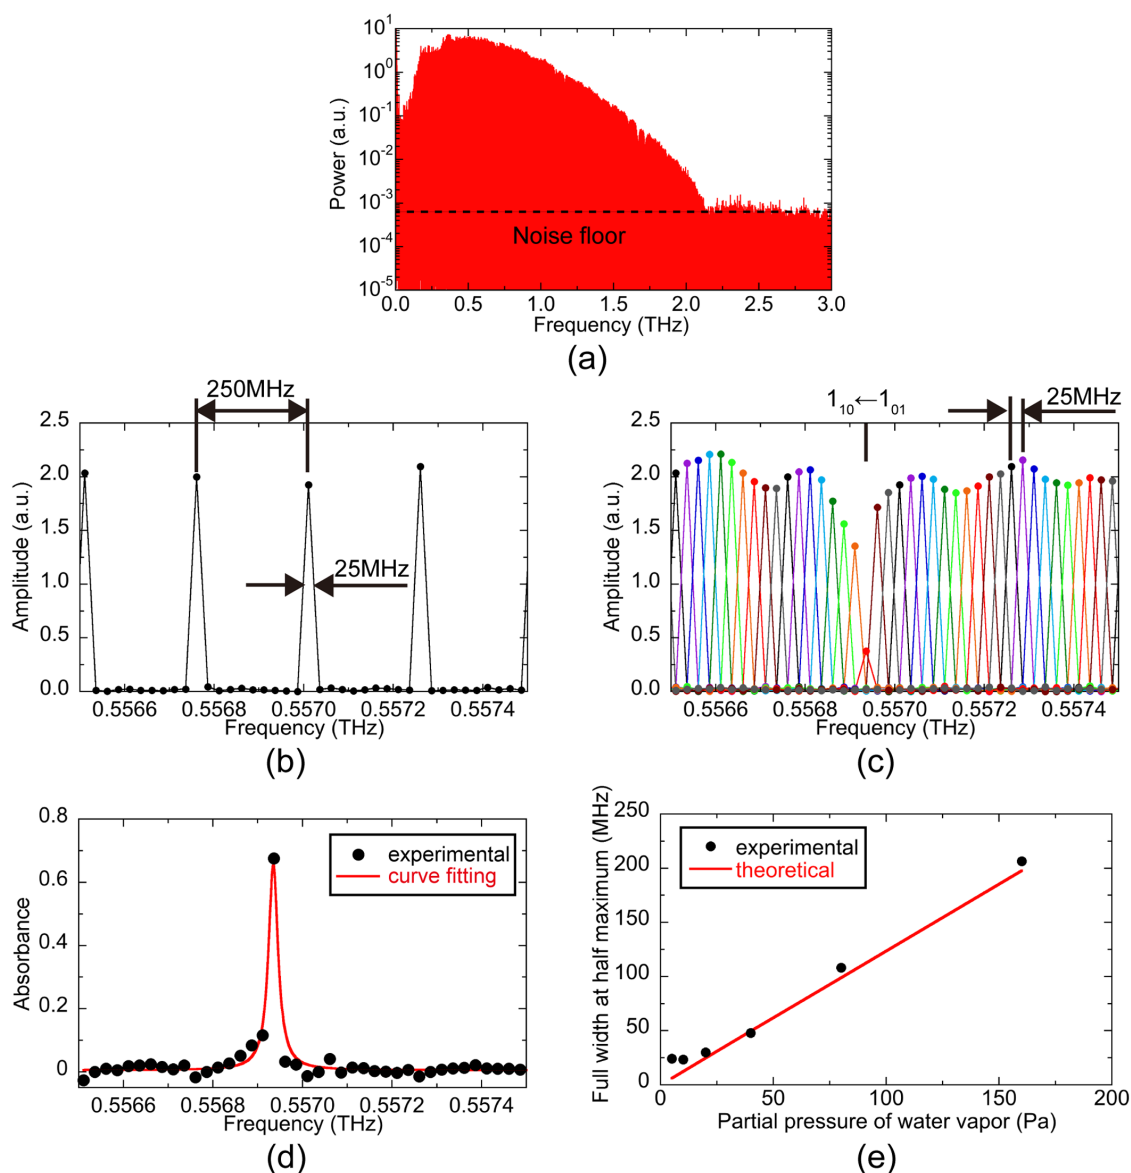 10¹
10⁰
10⁻¹
10⁻²
10⁻³
10⁻⁴
10⁻⁵
Power (a.u.)
Noise floor
0.0 0.5 1.0 1.5 2.0 2.5 3.0
Frequency (THz)
(a)
250MHz
2.5
2.0
1.5
1.0
0.5
0.0
Amplitude (a.u.)
25MHz
0.5566 0.5568 0.5570 0.5572 0.5574
Frequency (THz)
(b)
1₁₀←1₀₁
25MHz
2.5
2.0
1.5
1.0
0.5
0.0
Amplitude (a.u.)
0.5566 0.5568 0.5570 0.5572 0.5574
Frequency (THz)
(c)
0.8
0.6
0.4
0.2
0
Absorbance
experimental
curve fitting
0.5566 0.5568 0.5570 0.5572 0.5574
Frequency (THz)
(d)
250
200
150
100
50
0
Full width at half maximum (MHz)
experimental
theoretical
0 50 100 150 200
Partial pressure of water vapor (Pa)
(e)